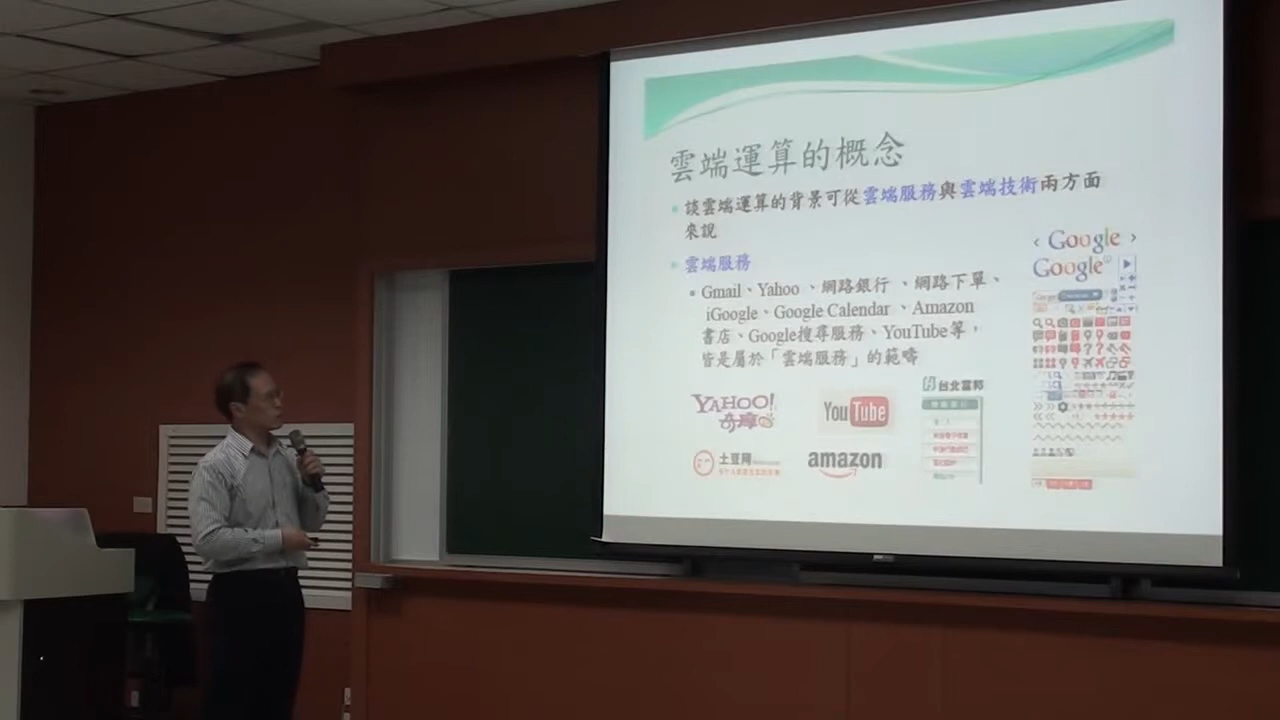 雲端運算的概念
談雲端運算的背景可從雲端服務與雲端技術兩方面
來說
雲端服務
Gmail、Yahoo、網路銀行、網路下單、
iGoogle、Google Calendar、Amazon
書店、Google搜尋服務、YouTube等，
皆是屬於「雲端服務」的範疇
Google
Google
YAHOO!
奇摩
YouTube
台北富邦
土豆网
amazon